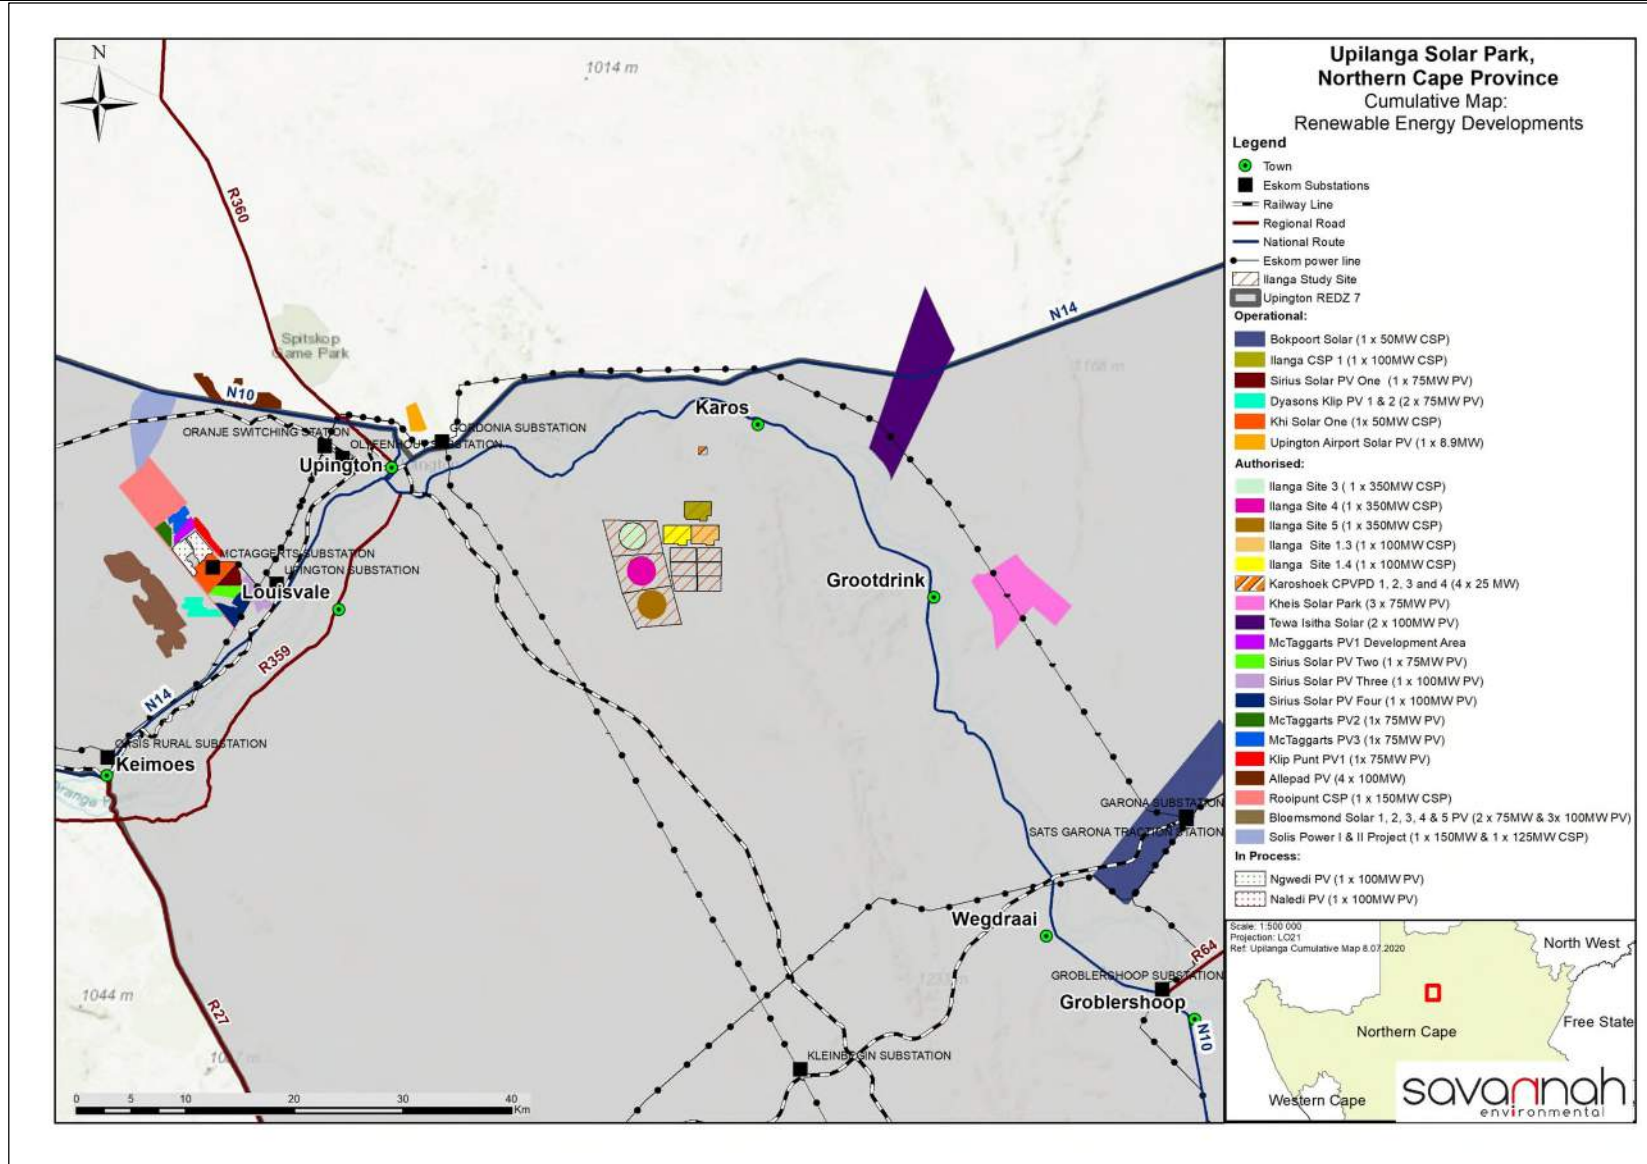 N
1014 m
R360
Spitskop
Game Park
N14
1168 m
N10
Karos
ORANJE SWITCHING STATION
GORDONIA SUBSTATION
OLYFENHOUT SUBSTATION
Upington
MCTAGGERTS SUBSTATION
UPINGTON SUBSTATION
Louisvale
Grootdrink
R359
N14
OASIS RURAL SUBSTATION
Keimoes
GARONA SUBSTATION
SATS GARONA TRACTION STATION
Wegdraai
R64
GROBLERSHOOP SUBSTATION
Groblershoop
N10
1044 m
R27
KLEINBEGIN SUBSTATION
0 5 10 20 30 40
Km
Upilanga Solar Park,
Northern Cape Province
Cumulative Map:
Renewable Energy Developments
Legend
Town
Eskom Substations
Railway Line
Regional Road
National Route
Eskom power line
Ilanga Study Site
Upington REDZ 7
Operational:
Bokpoort Solar (1 x 50MW CSP)
Ilanga CSP 1 (1 x 100MW CSP)
Sirius Solar PV One (1 x 75MW PV)
Dyasons Klip PV 1 & 2 (2 x 75MW PV)
Khi Solar One (1x 50MW CSP)
Upington Airport Solar PV (1 x 8.9MW)
Authorised:
Ilanga Site 3 ( 1 x 350MW CSP)
Ilanga Site 4 (1 x 350MW CSP)
Ilanga Site 5 (1 x 350MW CSP)
Ilanga Site 1.3 (1 x 100MW CSP)
Ilanga Site 1.4 (1 x 100MW CSP)
Karoshoek CPVPD 1, 2, 3 and 4 (4 x 25 MW)
Kheis Solar Park (3 x 75MW PV)
Tewa Isitha Solar (2 x 100MW PV)
McTaggarts PV1 Development Area
Sirius Solar PV Two (1 x 75MW PV)
Sirius Solar PV Three (1 x 100MW PV)
Sirius Solar PV Four (1 x 100MW PV)
McTaggarts PV2 (1x 75MW PV)
McTaggarts PV3 (1x 75MW PV)
Klip Punt PV1 (1x 75MW PV)
Allepad PV (4 x 100MW)
Rooipunt CSP (1 x 150MW CSP)
Bloemsmond Solar 1, 2, 3, 4 & 5 PV (2 x 75MW & 3x 100MW PV)
Solis Power I & II Project (1 x 150MW & 1 x 125MW CSP)
In Process:
Ngwedi PV (1 x 100MW PV)
Naledi PV (1 x 100MW PV)
Scale: 1:500 000
Projection: LO21
Ref: Upilanga Cumulative Map 8.07.2020
North West
Free State
Northern Cape
Western Cape
savannah
environmental